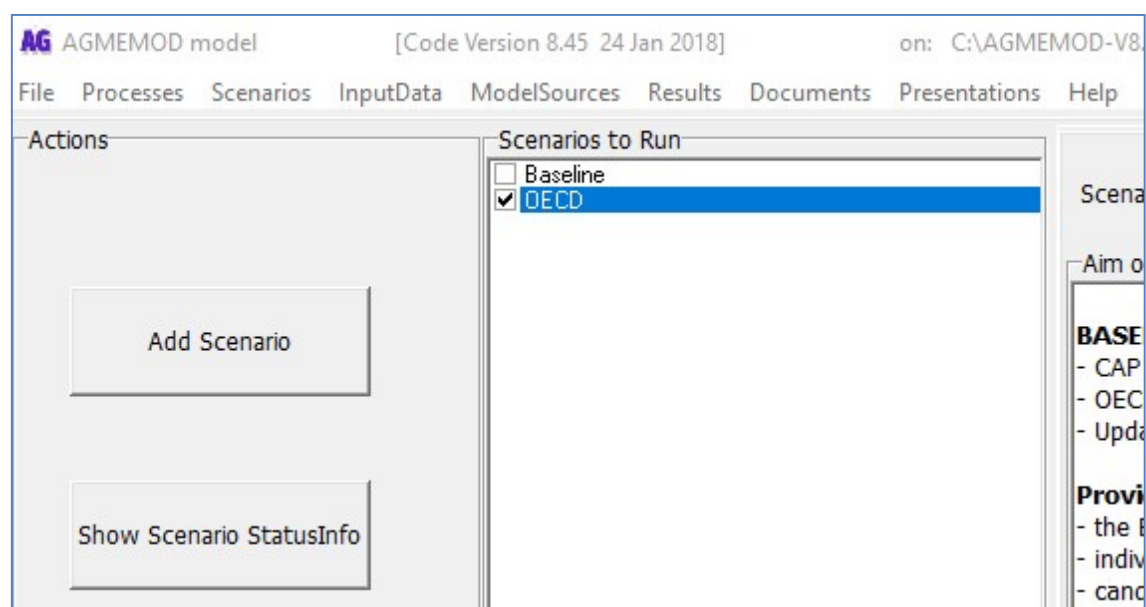 AG AGMEMOD model [Code Version 8.45 24 Jan 2018] on: C:\AGMEMOD-V8.
File Processes Scenarios InputData ModelSources Results Documents Presentations Help
Actions
Scenarios to Run
Baseline
OECD
Scena
Aim o
Add Scenario
BASE
- CAP
- OEC
- Upda
Show Scenario StatusInfo
Provi
- the
- indiv
- canc